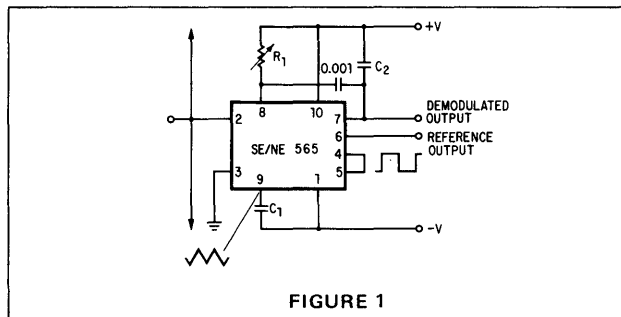 +V
R1
0.001
C2
8
10
7
DEMODULATED
OUTPUT
2
6
REFERENCE
OUTPUT
SE/NE 565
4
3
5
9
1
C1
-V
FIGURE 1